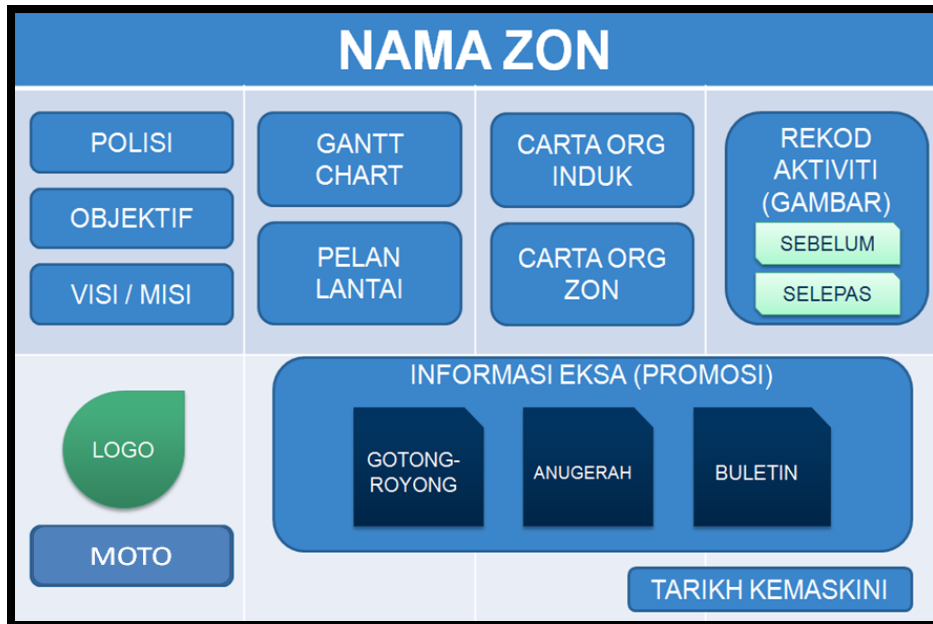 NAMA ZON
POLISI
OBJEKTIF
VISI / MISI
GANTT
CHART
PELAN
LANTAI
CARTA ORG
INDUK
CARTA ORG
ZON
REKOD
AKTIVITI
(GAMBAR)
SEBELUM
SELEPAS
LOGO
MOTO
INFORMASI EKSA (PROMOSI)
GOTONG-
ROYONG
ANUGERAH
BULETIN
TARIKH KEMASKINI